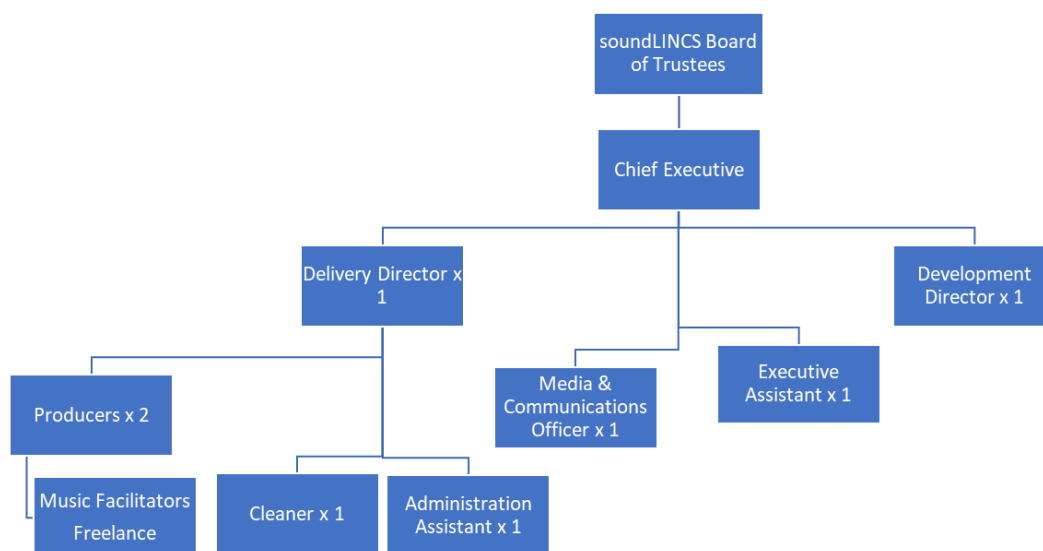 soundLINCS Board
of Trustees
Chief Executive
Delivery Director x
1
Development
Director x 1
Producers x 2
Media &
Communications
Officer x 1
Executive
Assistant x 1
Music Facilitators
Freelance
Cleaner x 1
Administration
Assistant x 1